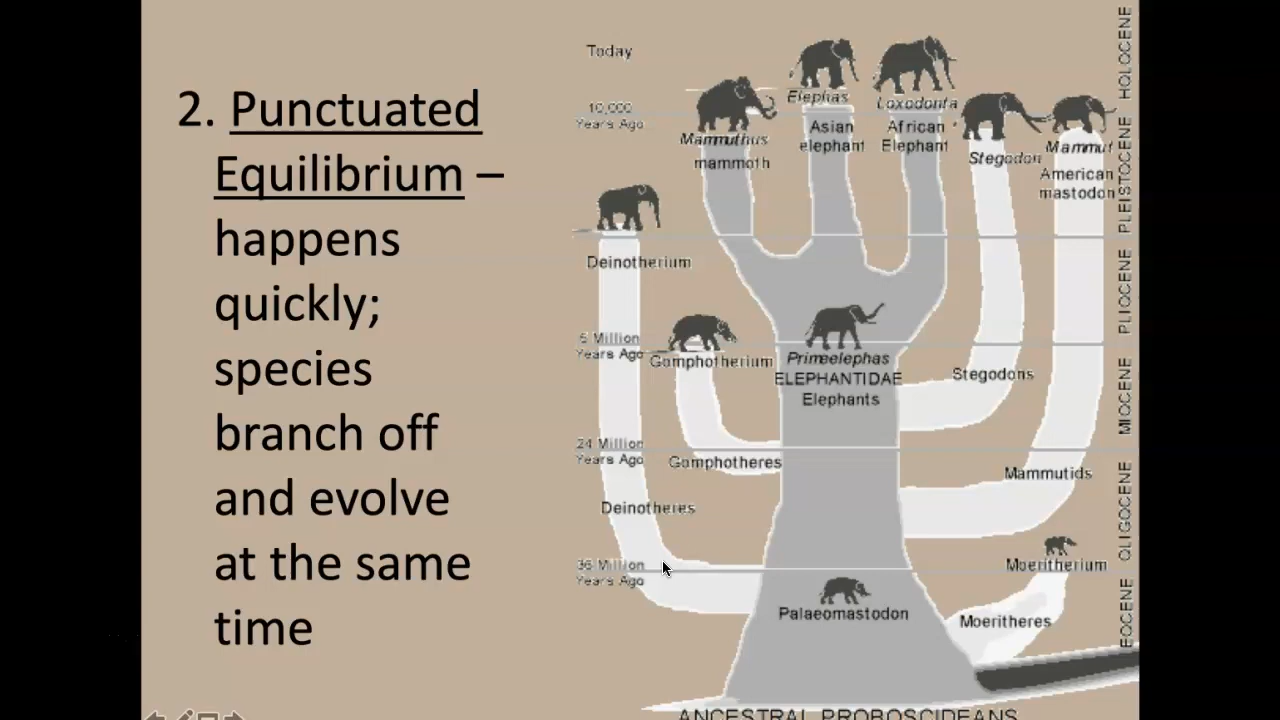 2. Punctuated
Equilibrium –
happens
quickly;
species
branch off
and evolve
at the same
time
Today
10,000
Years Ago
5 Million
Years Ago
24 Million
Years Ago
36 Million
Years Ago
Elephas
Asian
elephant
Loxodonta
African
Elephant
Mammuthus
mammoth
Stegodon
Mammut
American
mastodon
Deinotherium
Gomphotherium
Primeelephas
ELEPHANTIDAE
Elephants
Stegodons
Gomphotheres
Mammutids
Deinotheres
Moeritherium
Palaeomastodon
Moeritheres
ANCESTRAL PROBOSCIDEANS
HOLOCENE
PLEISTOCENE
PLIOCENE
MIOCENE
OLIGOCENE
EOCENE